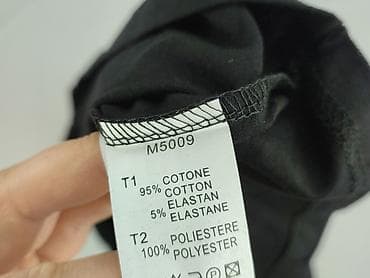 M5009
T1 95% COTONE
COTTON
5% ELASTAN
ELASTANE
T2 100% POLIESTERE
POLYESTER
P